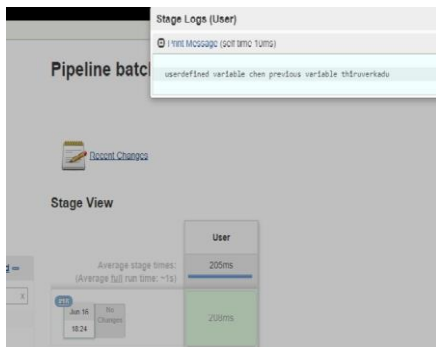 Stage Logs (User)
Print Message (self time 10ms)
userdefined variable chen previous variable thiruverkadu
Pipeline batc
Recent Changes
Stage View
User
Average stage times:
(Average full run time: ~1s)
205ms
Jun 16
18:24
No
Changes
208ms